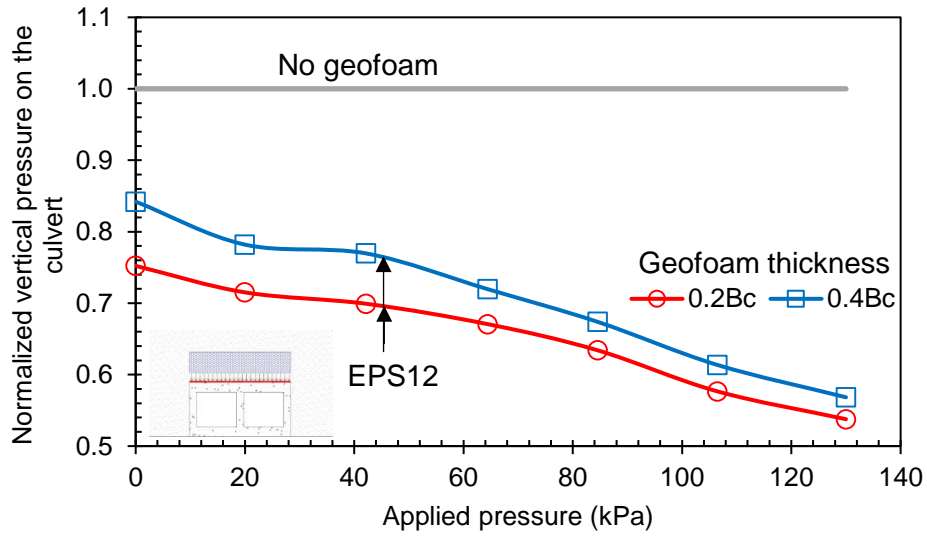 Normalized vertical pressure on the
culvert
1.1
1.0
0.9
0.8
0.7
0.6
0.5
No geofoam
Geofoam thickness
0.2Bc
0.4Bc
EPS12
0 20 40 60 80 100 120 140
Applied pressure (kPa)